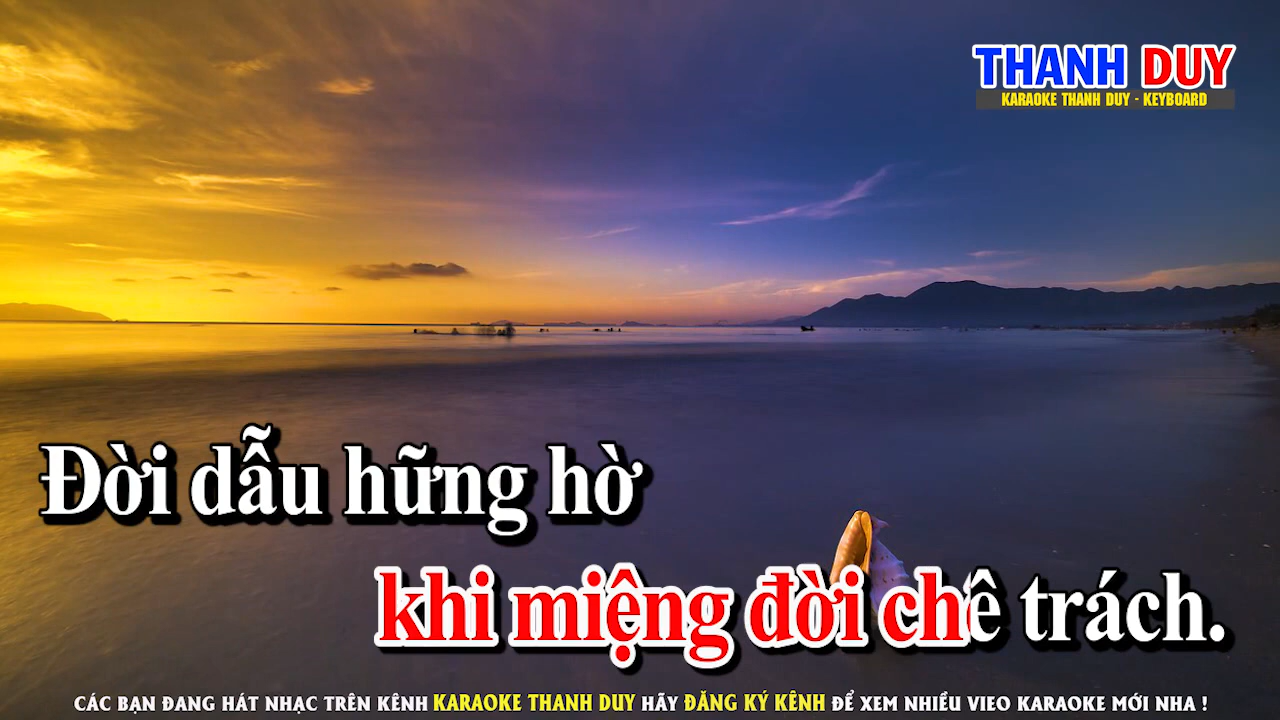 THANH DUY
KARAOKE THANH DUY - KEYBOARD
Đời dẫu hững hờ
khi miệng đời chê trách.
CÁC BẠN ĐANG HÁT NHẠC TRÊN KÊNH KARAOKE THANH DUY HÃY ĐĂNG KÝ KÊNH ĐỂ XEM NHIỀU VIEO KARAOKE MỚI NHA !